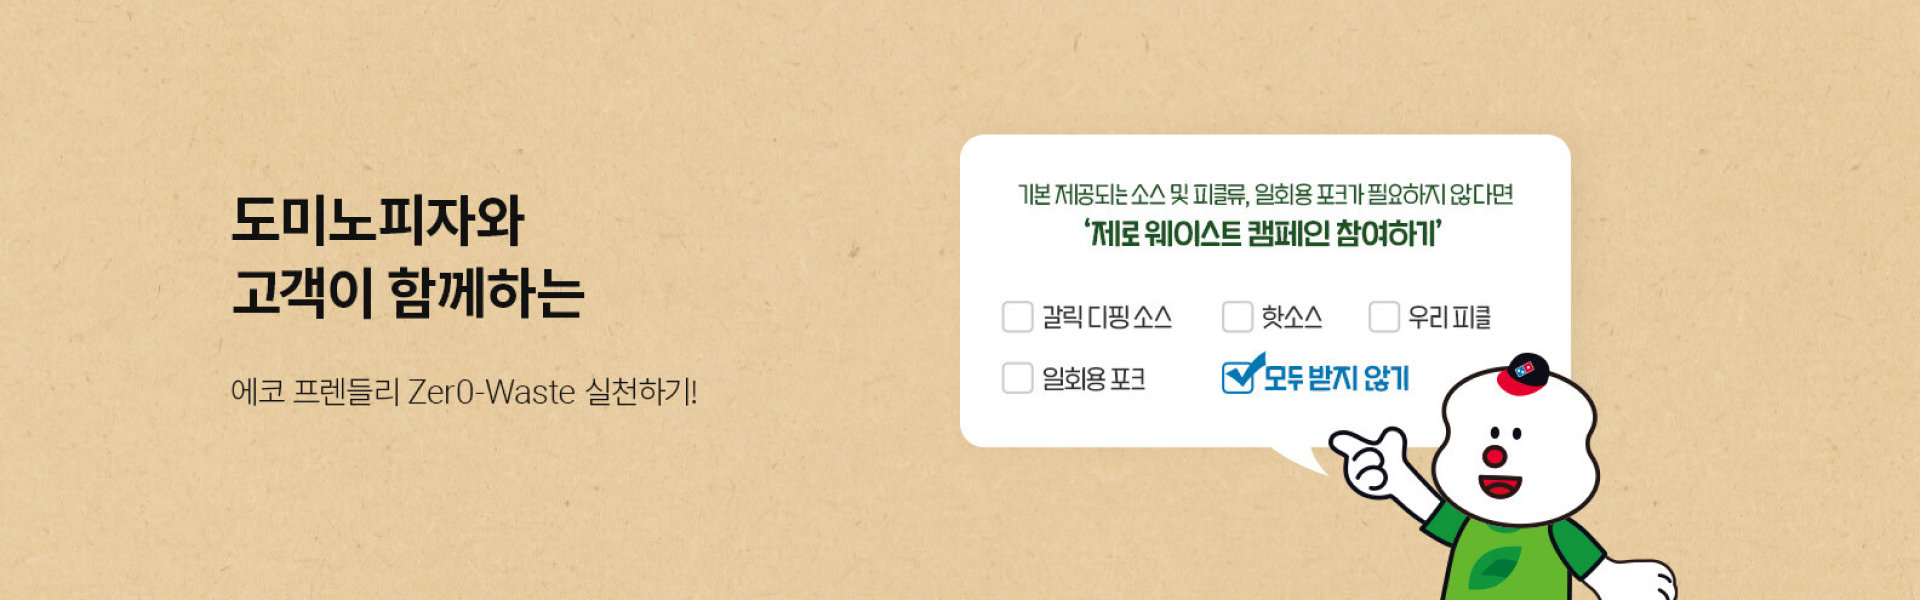 도미노피자와
고객이 함께하는
에코 프렌들리 Zer0-Waste 실천하기!
기본 제공되는 소스 및 피클류, 일회용 포크가 필요하지 않다면
‘제로 웨이스트 캠페인 참여하기’
갈릭 디핑 소스
핫소스
우리 피클
일회용 포크
모두 받지 않기